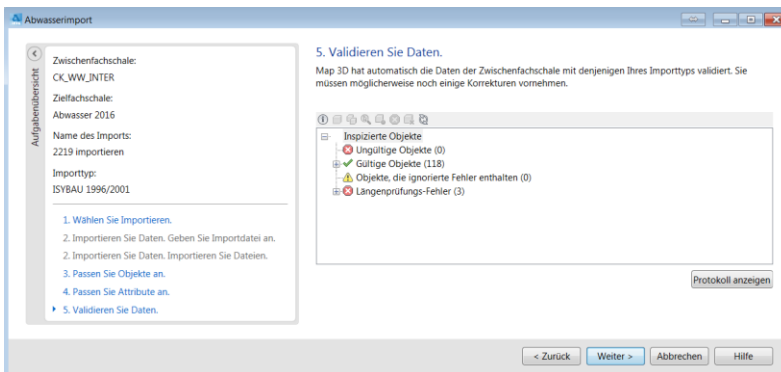 Abwasserimport
Aufgabenübersicht
Zwischenfachschale:
CK_WW_INTER
Zielfachschale:
Abwasser 2016
Name des Imports:
2219 importieren
Importtyp:
ISYBAU 1996/2001
1. Wählen Sie Importieren.
2. Importieren Sie Daten. Geben Sie Importdatei an.
2. Importieren Sie Daten. Importieren Sie Dateien.
3. Passen Sie Objekte an.
4. Passen Sie Attribute an.
5. Validieren Sie Daten.
5. Validieren Sie Daten.
Map 3D hat automatisch die Daten der Zwischenfachschale mit denjenigen Ihres Importtyps validiert. Sie
müssen möglicherweise noch einige Korrekturen vornehmen.
Inspizierte Objekte
Ungültige Objekte (0)
Gültige Objekte (118)
Objekte, die ignorierte Fehler enthalten (0)
Längenprüfungs-Fehler (3)
Protokoll anzeigen
< Zurück Weiter > Abbrechen Hilfe